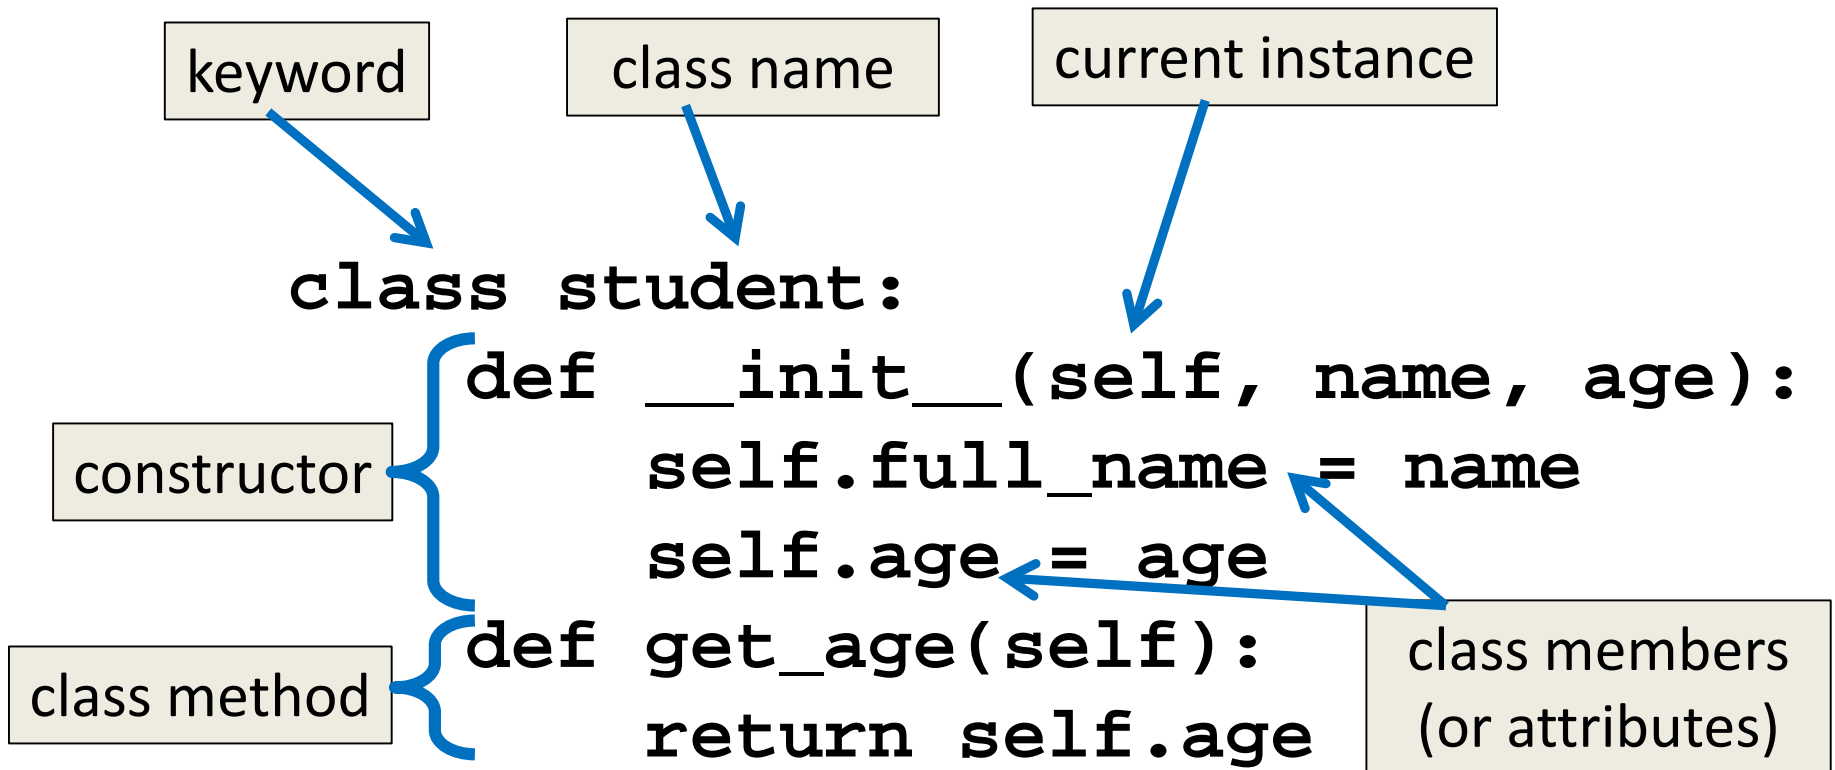 keyword
class name
current instance
class student:
def __init__(self, name, age):
constructor
self.full_name = name
self.age = age
def get_age(self):
class method
return self.age
class members
(or attributes)